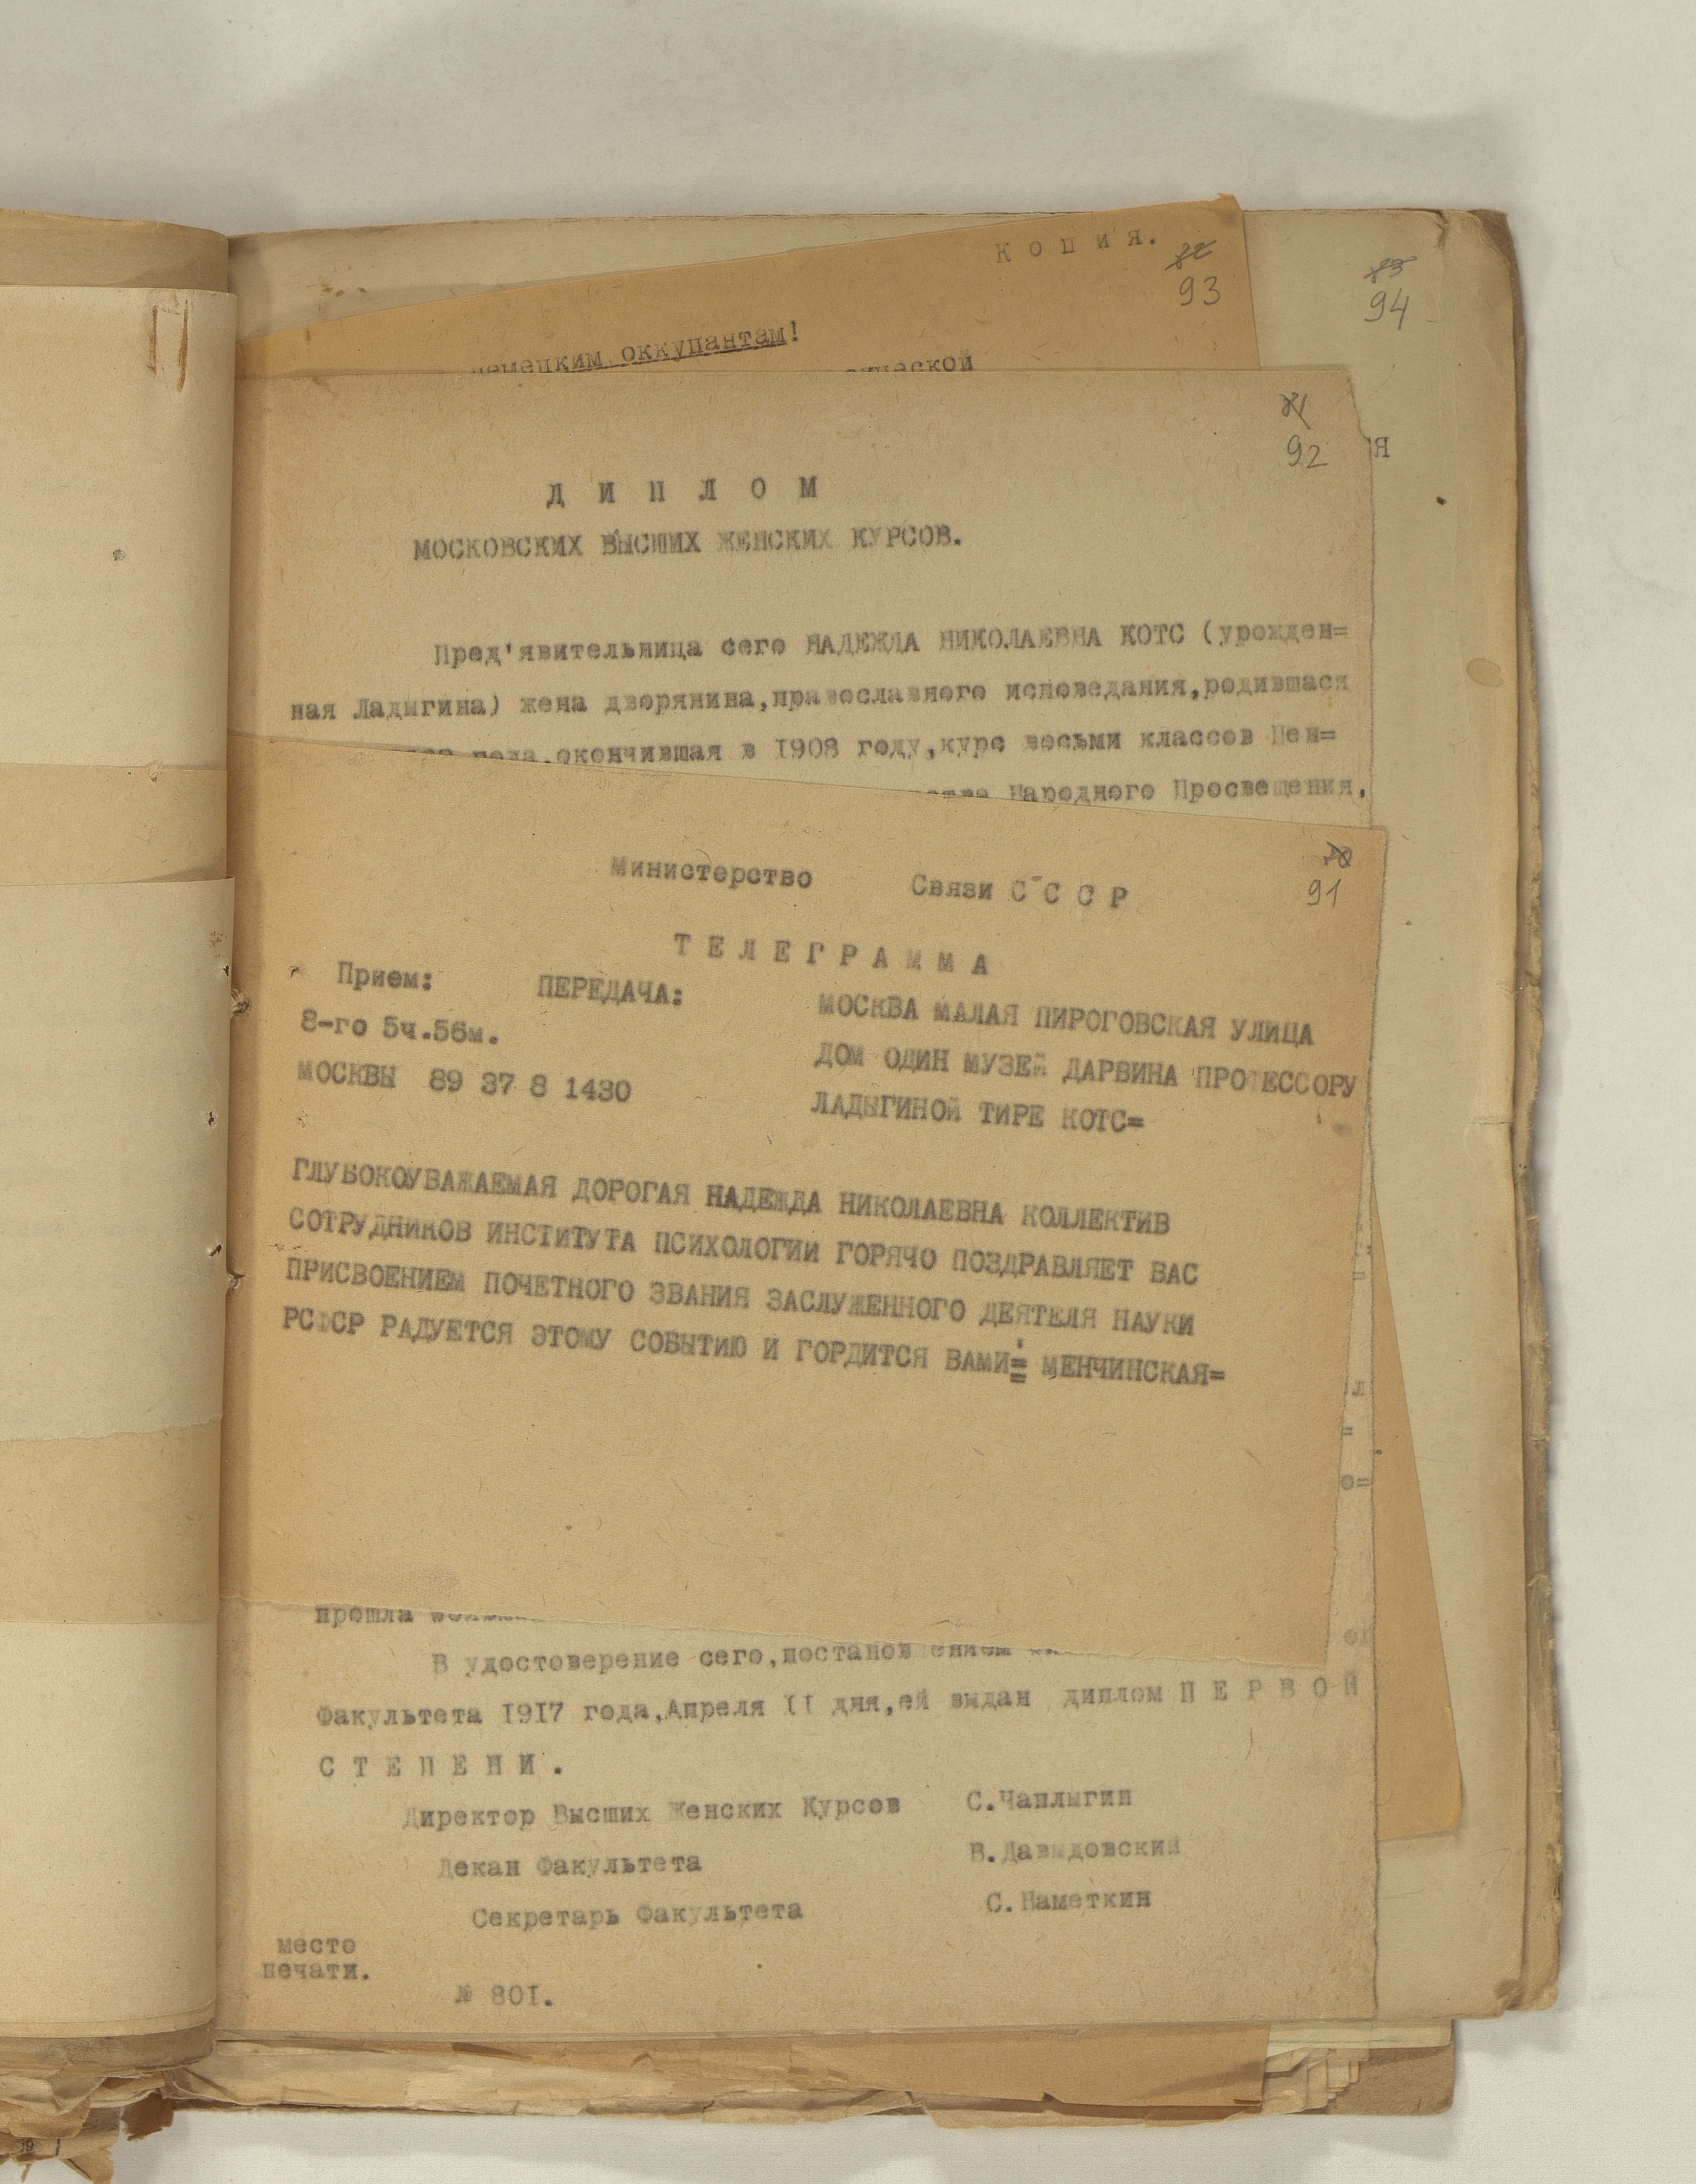 К о п и я.
93
94
немецким оккупантам!
92
Д И П Л О М
МОСКОВСКИХ ВЫСШИХ ЖЕНСКИХ КУРСОВ.
Пред'явительница сего НАДЕЖДА НИКОЛАЕВНА КОТС (урожден=
ная Ладыгина) жена дворянина,православного исповедания,родившася
года,окончившая в 1908 году,курс восьми классов Пен=
Народного Просвещения,
91
Министерство Связи С С С Р
Т Е Л Е Г Р А М М А
Прием: ПЕРЕДАЧА:
8-го 5ч.56м.
МОСКВЫ 89 37 8 1430
МОСКВА МАЛАЯ ПИРОГОВСКАЯ УЛИЦА
ДОМ ОДИН МУЗЕЙ ДАРВИНА ПРОФЕССОРУ
ЛАДЫГИНОЙ ТИРЕ КОТС=
ГЛУБОКОУВАЖАЕМАЯ ДОРОГАЯ НАДЕЖДА НИКОЛАЕВНА КОЛЛЕКТИВ
СОТРУДНИКОВ ИНСТИТУТА ПСИХОЛОГИИ ГОРЯЧО ПОЗДРАВЛЯЕТ ВАС
ПРИСВОЕНИЕМ ПОЧЕТНОГО ЗВАНИЯ ЗАСЛУЖЕННОГО ДЕЯТЕЛЯ НАУКИ
РСФСР РАДУЕТСЯ ЭТОМУ СОБЫТИЮ И ГОРДИТСЯ ВАМИ= МЕНЧИНСКАЯ=
прошла
В удостоверение сего,постановлением
Факультета 1917 года,Апреля II дня,ей выдан диплом П Е Р В О Й
С Т Е П Е Н И .
Директор Высших Женских Курсов С.Чаплыгин
Декан Факультета В.Давыдовский
Секретарь Факультета С.Наметкин
место
печати.
№ 80I.